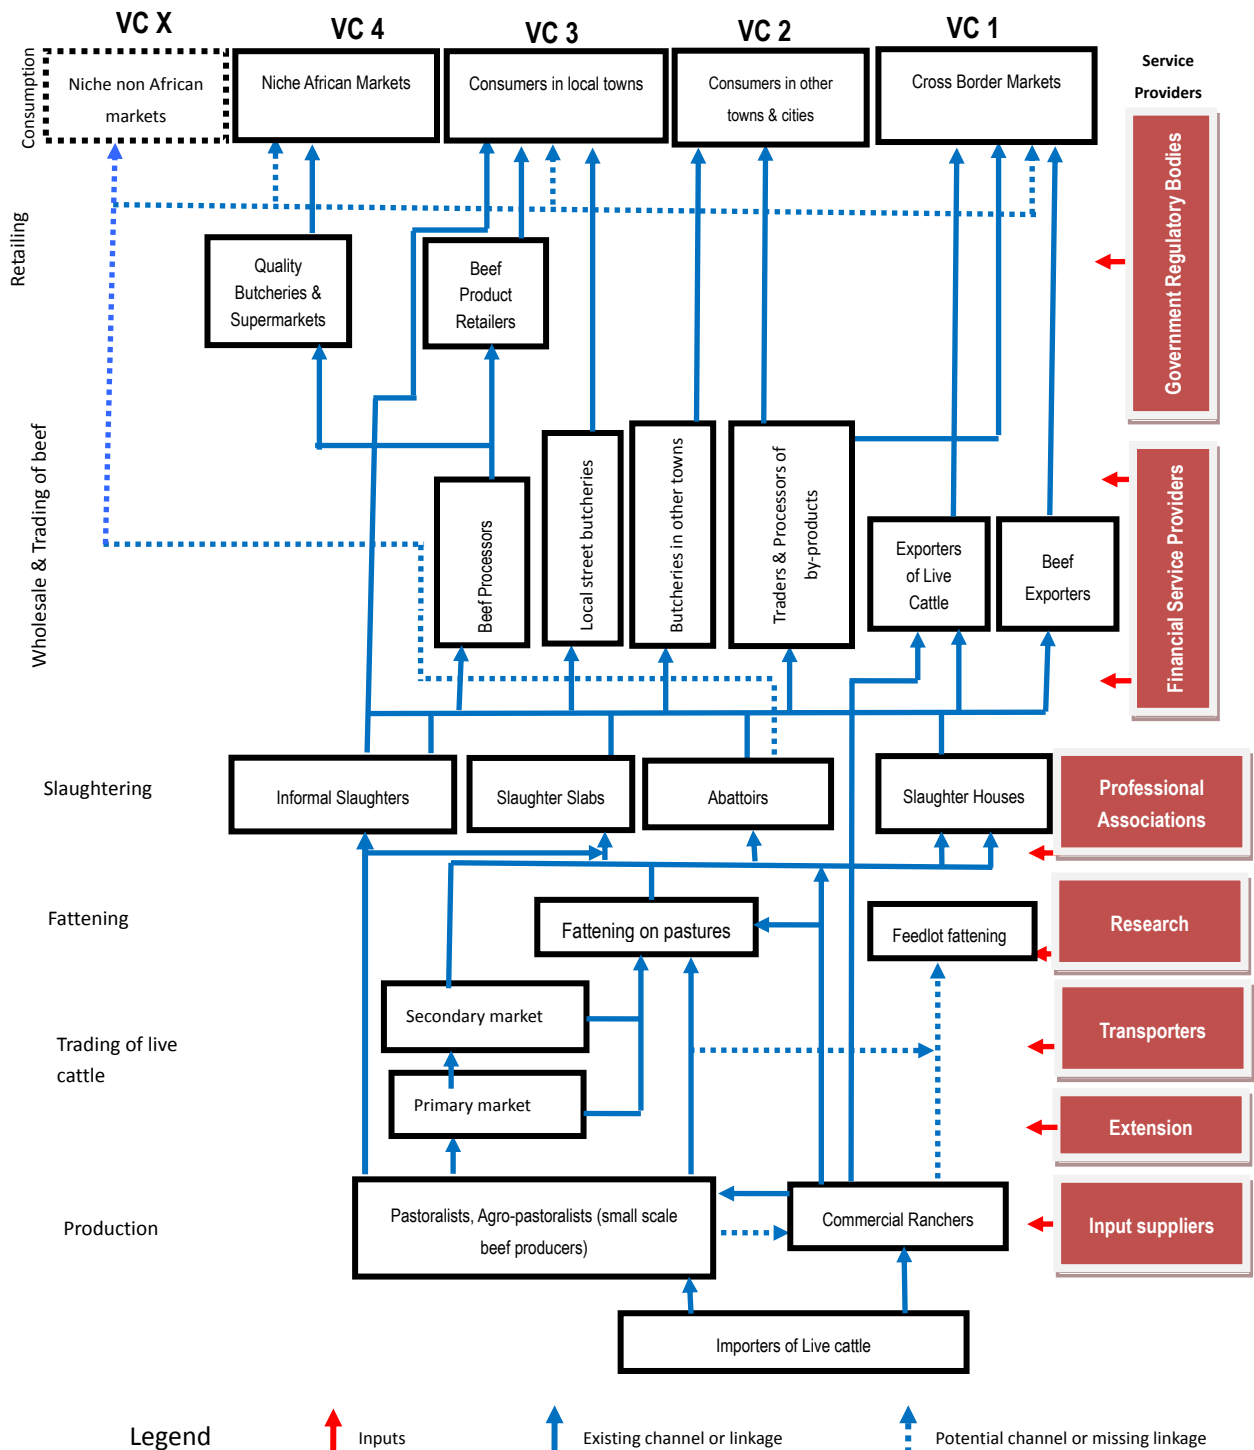 VC X
VC 4
VC 3
VC 2
VC 1
Consumption
Niche non African
markets
Niche African Markets
Consumers in local towns
Consumers in other
towns & cities
Cross Border Markets
Service
Providers
Government Regulatory Bodies
Retailing
Quality
Butcheries &
Supermarkets
Beef
Product
Retailers
Wholesale & Trading of beef
Beef Processors
Local street butcheries
Butcheries in other towns
Traders & Processors of
by-products
Exporters
of Live
Cattle
Beef
Exporters
Financial Service Providers
Slaughtering
Informal Slaughters
Slaughter Slabs
Abattoirs
Slaughter Houses
Professional
Associations
Fattening
Fattening on pastures
Feedlot fattening
Research
Trading of live
cattle
Secondary market
Primary market
Transporters
Extension
Production
Pastoralists, Agro-pastoralists (small scale
beef producers)
Commercial Ranchers
Input suppliers
Importers of Live cattle
Legend
Inputs
Existing channel or linkage
Potential channel or missing linkage